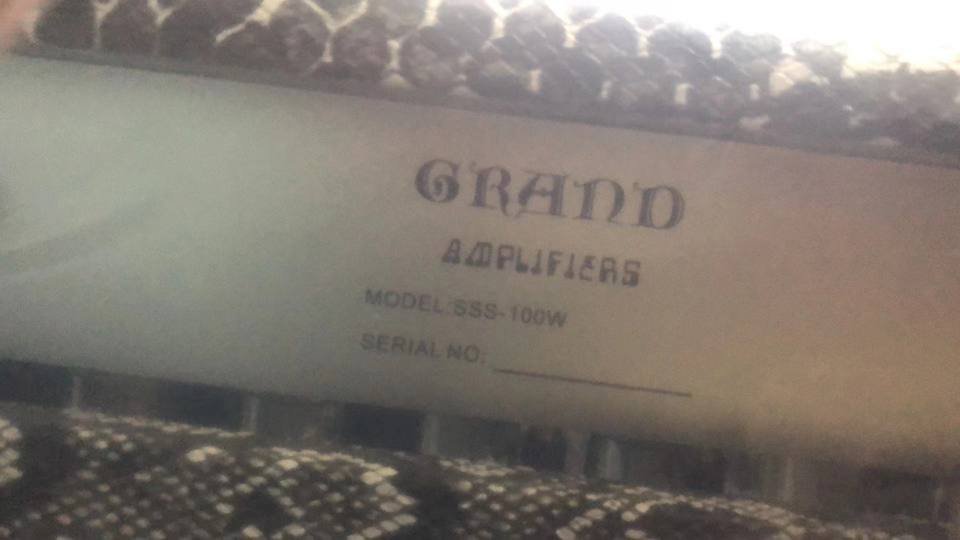 GRAND
AMPLIFIERS
MODEL:SSS-100W
SERIAL NO: